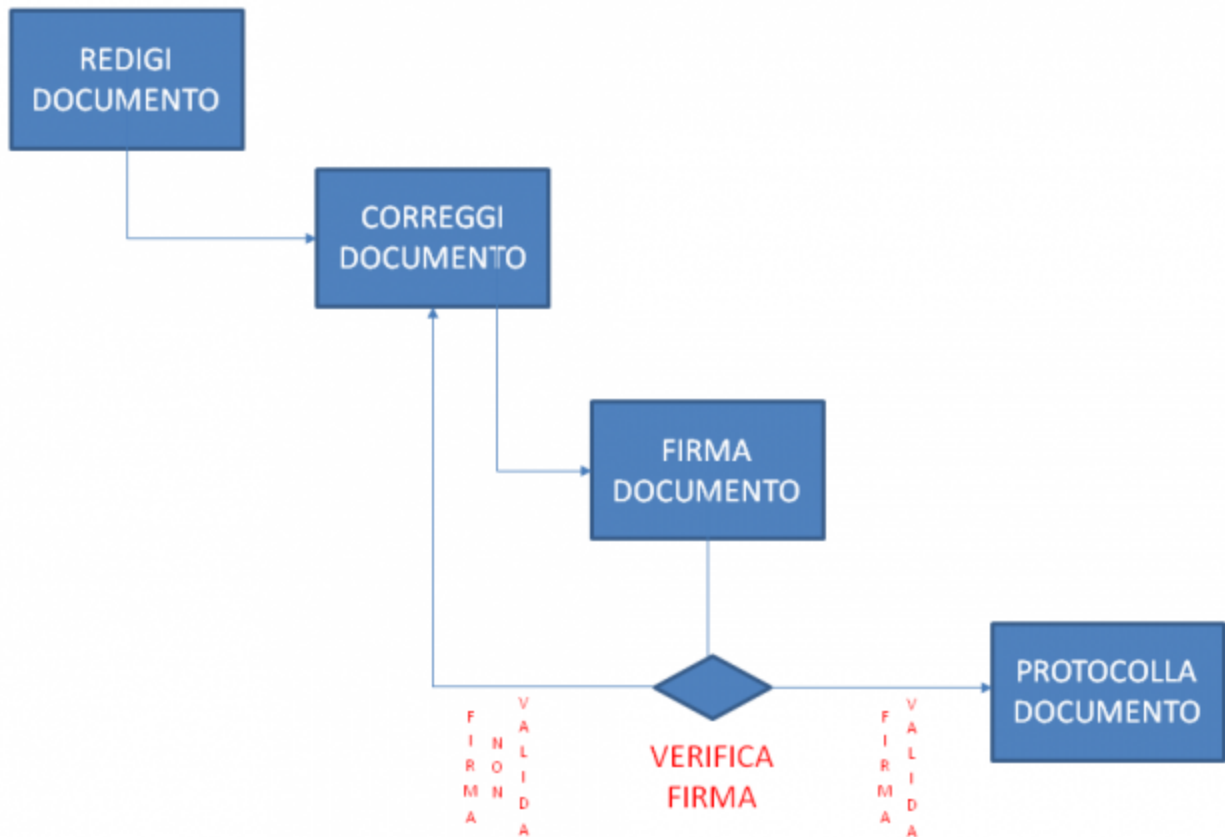 REDIGI
DOCUMENTO
CORREGGI
DOCUMENTO
FIRMA
DOCUMENTO
PROTOCOLLA
DOCUMENTO
FIRMA
NON
VALIDA
VERIFICA
FIRMA
FIRMA
VALIDA